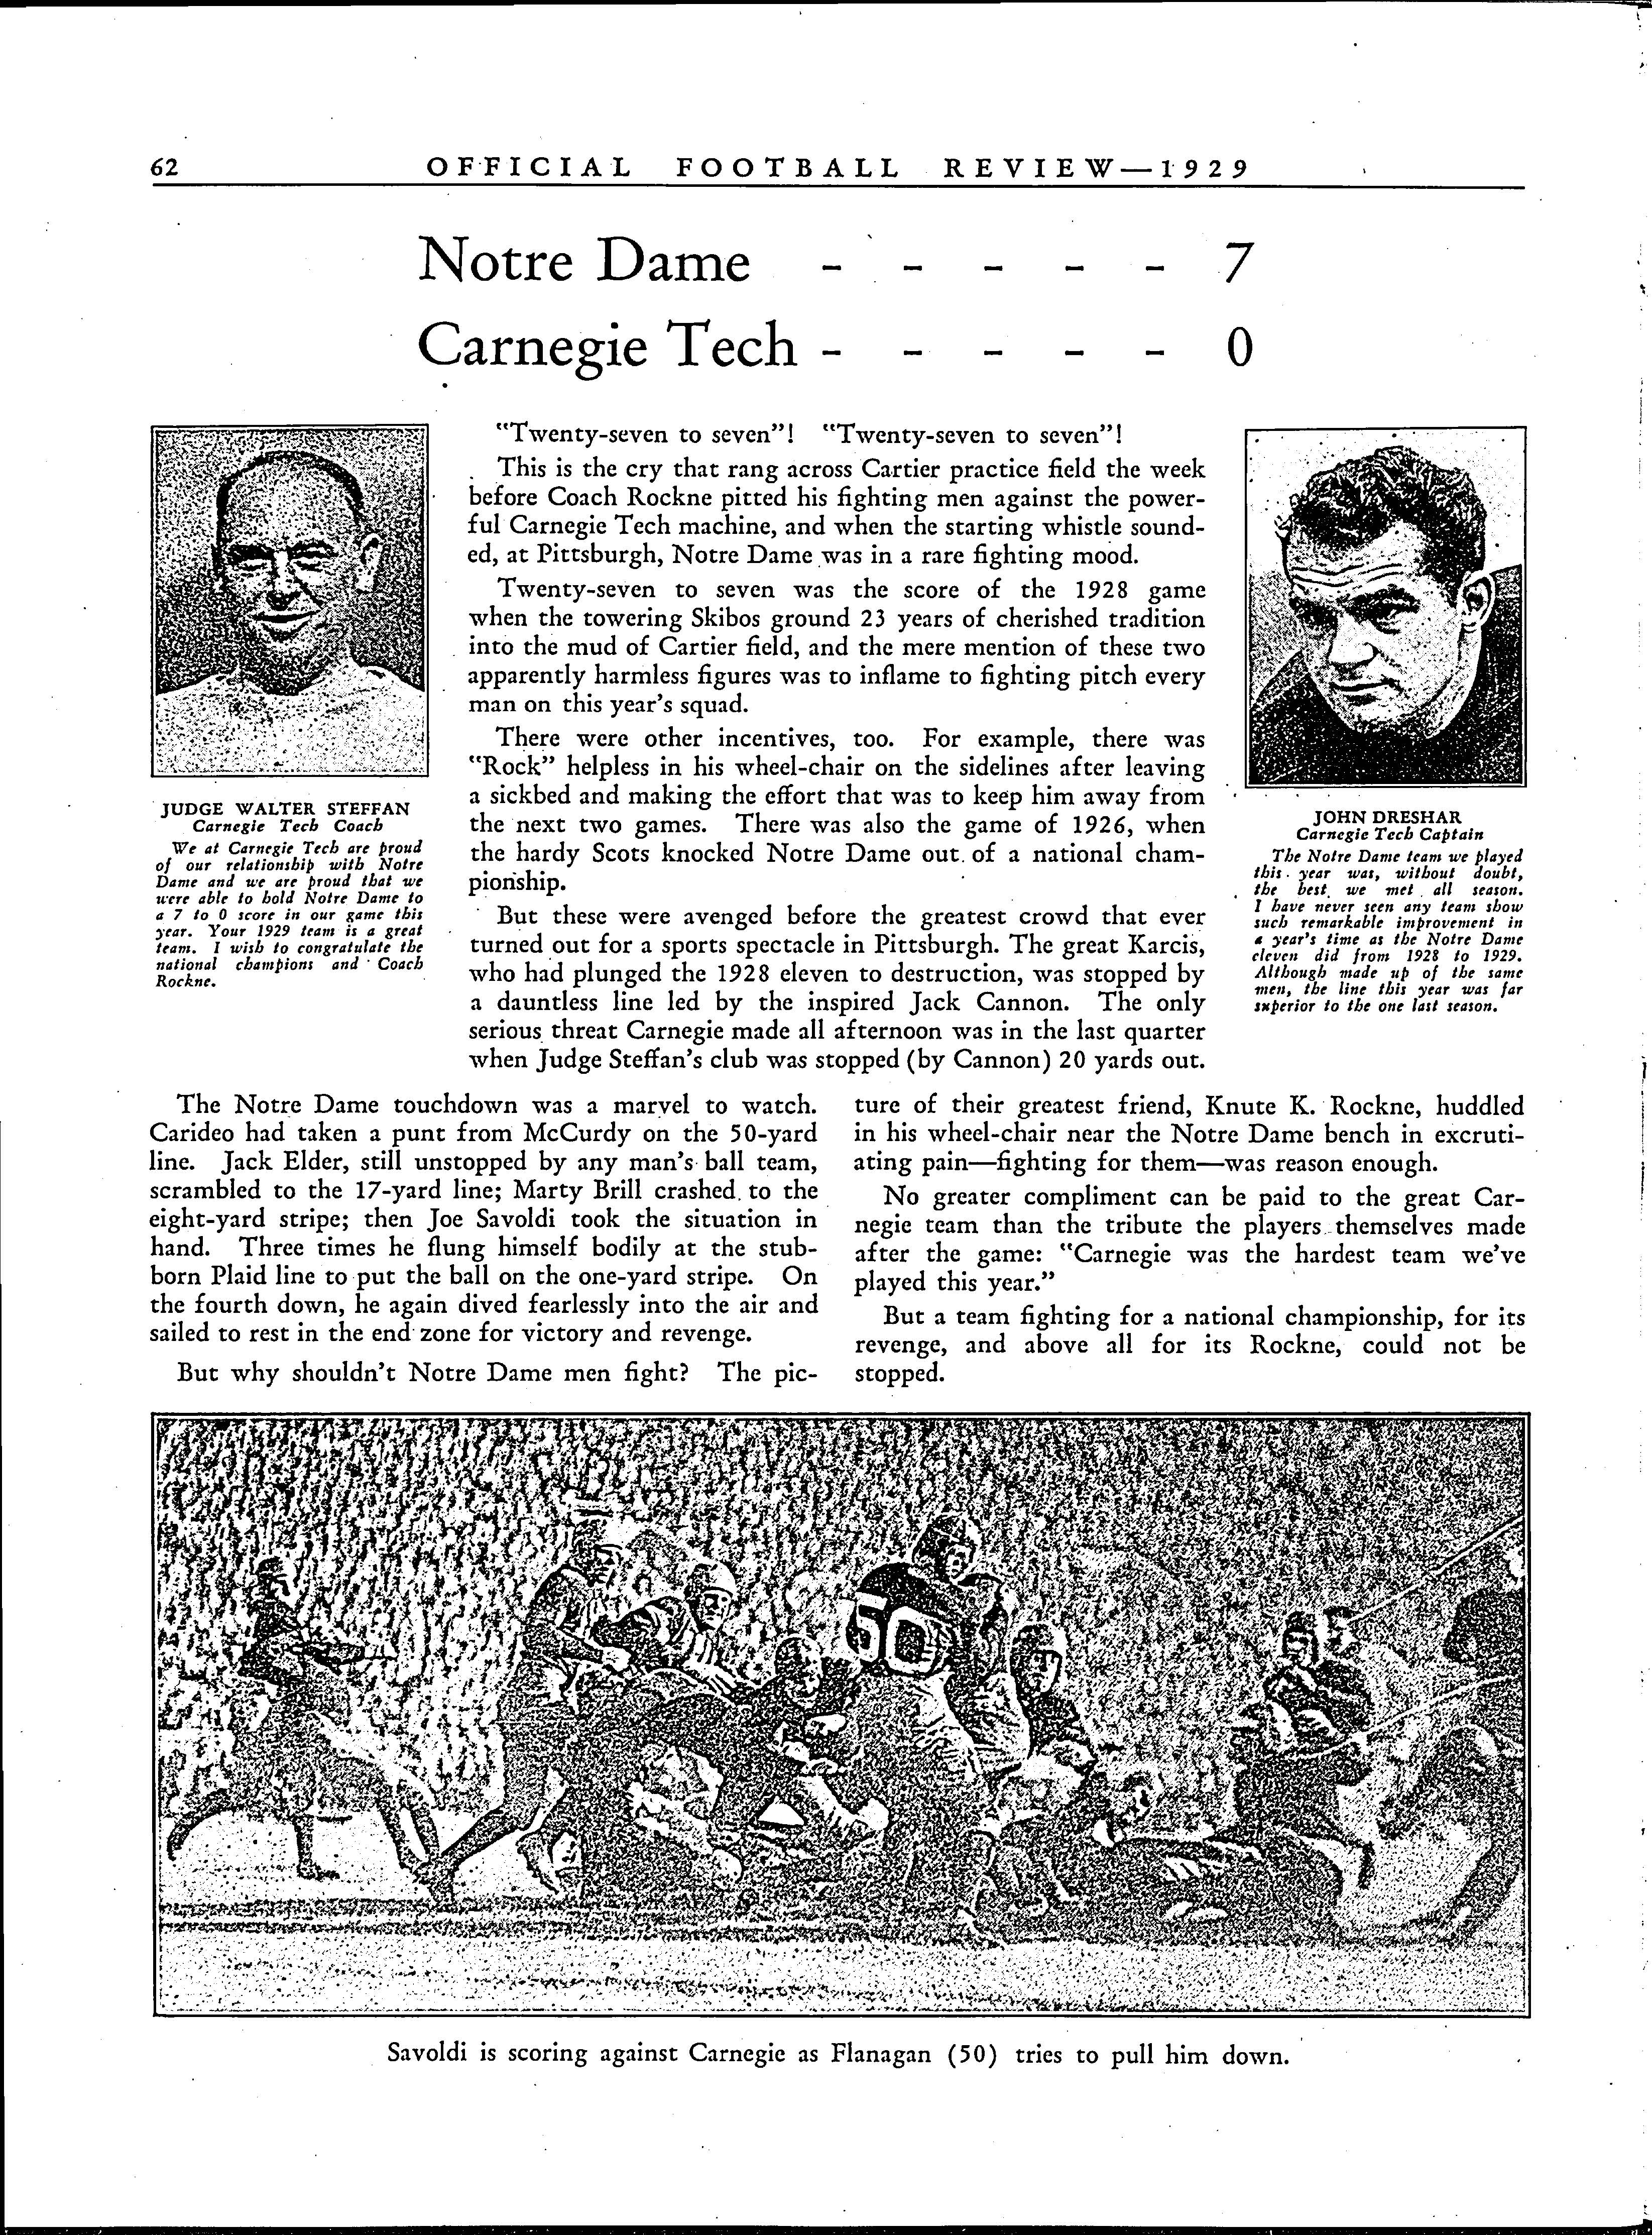 62
OFFICIAL FOOTBALL REVIEW—1929
Notre Dame - - - - - 7
Carnegie Tech - - - - - 0
"Twenty-seven to seven"! "Twenty-seven to seven"!
This is the cry that rang across Cartier practice field the week
before Coach Rockne pitted his fighting men against the power-
ful Carnegie Tech machine, and when the starting whistle sound-
ed, at Pittsburgh, Notre Dame was in a rare fighting mood.
Twenty-seven to seven was the score of the 1928 game
when the towering Skibos ground 23 years of cherished tradition
into the mud of Cartier field, and the mere mention of these two
apparently harmless figures was to inflame to fighting pitch every
man on this year's squad.
There were other incentives, too. For example, there was
"Rock" helpless in his wheel-chair on the sidelines after leaving
a sickbed and making the effort that was to keep him away from
the next two games. There was also the game of 1926, when
the hardy Scots knocked Notre Dame out of a national cham-
pionship.
But these were avenged before the greatest crowd that ever
turned out for a sports spectacle in Pittsburgh. The great Karcis,
who had plunged the 1928 eleven to destruction, was stopped by
a dauntless line led by the inspired Jack Cannon. The only
serious threat Carnegie made all afternoon was in the last quarter
when Judge Steffan's club was stopped (by Cannon) 20 yards out.
JUDGE WALTER STEFFAN
Carnegie Tech Coach
We at Carnegie Tech are proud
of our relationship with Notre
Dame and we are proud that we
were able to hold Notre Dame to
a 7 to 0 score in our game this
year. Your 1929 team is a great
team. I wish to congratulate the
national champions and Coach
Rockne.
JOHN DRESHAR
Carnegie Tech Captain
The Notre Dame team we played
this year was, without doubt,
the best we met all season.
I have never seen any team show
such remarkable improvement in
a year's time as the Notre Dame
eleven did from 1928 to 1929.
Although made up of the same
men, the line this year was far
superior to the one last season.
The Notre Dame touchdown was a marvel to watch.
Carideo had taken a punt from McCurdy on the 50-yard
line. Jack Elder, still unstopped by any man's ball team,
scrambled to the 17-yard line; Marty Brill crashed to the
eight-yard stripe; then Joe Savoldi took the situation in
hand. Three times he flung himself bodily at the stub-
born Plaid line to put the ball on the one-yard stripe. On
the fourth down, he again dived fearlessly into the air and
sailed to rest in the end zone for victory and revenge.
But why shouldn't Notre Dame men fight? The pic-
ture of their greatest friend, Knute K. Rockne, huddled
in his wheel-chair near the Notre Dame bench in excruti-
ating pain—fighting for them—was reason enough.
No greater compliment can be paid to the great Car-
negie team than the tribute the players themselves made
after the game: "Carnegie was the hardest team we've
played this year."
But a team fighting for a national championship, for its
revenge, and above all for its Rockne, could not be
stopped.
50
Savoldi is scoring against Carnegie as Flanagan (50) tries to pull him down.